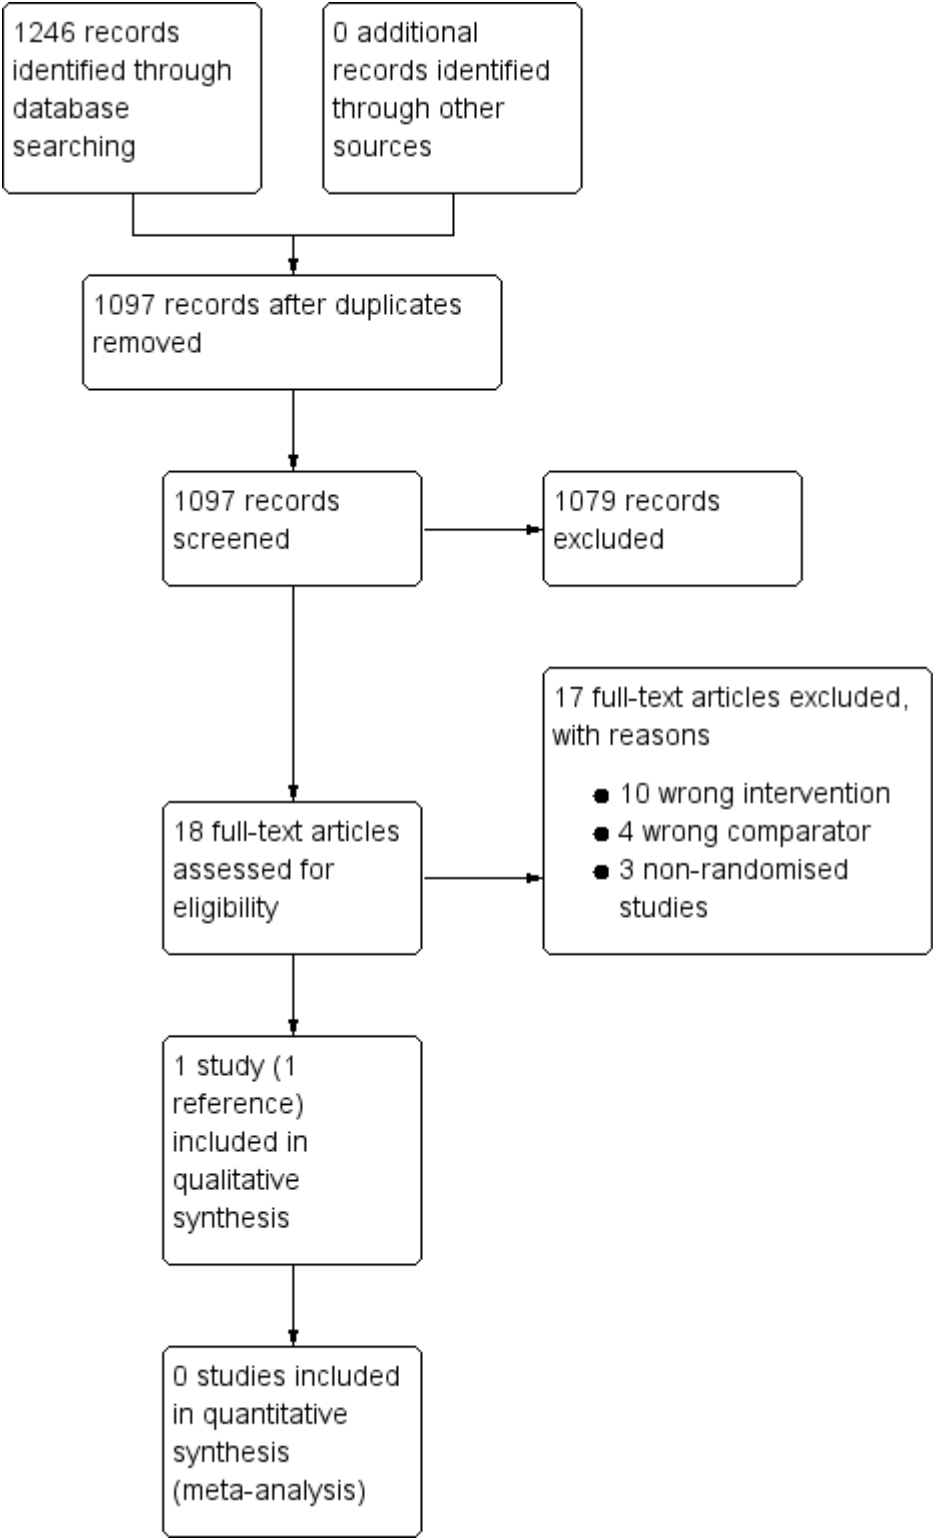 1246 records
identified through
database
searching
0 additional
records identified
through other
sources
1097 records after duplicates
removed
1097 records
screened
1079 records
excluded
17 full-text articles excluded,
with reasons
● 10 wrong intervention
● 4 wrong comparator
● 3 non-randomised
studies
18 full-text articles
assessed for
eligibility
1 study (1
reference)
included in
qualitative
synthesis
0 studies included
in quantitative
synthesis
(meta-analysis)